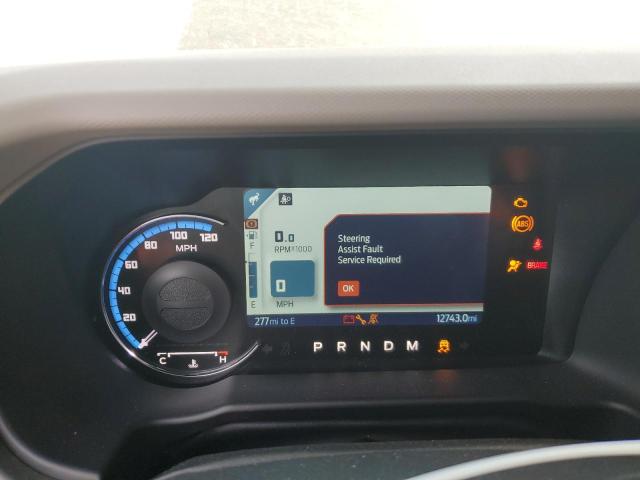 120
100
80
60
40
20
MPH
C
H
F
E
0.0
RPMX1000
0
MPH
Steering
Assist Fault
Service Required
OK
277mi to E
12743.0mi
P R N D M
ABS
BRAKE